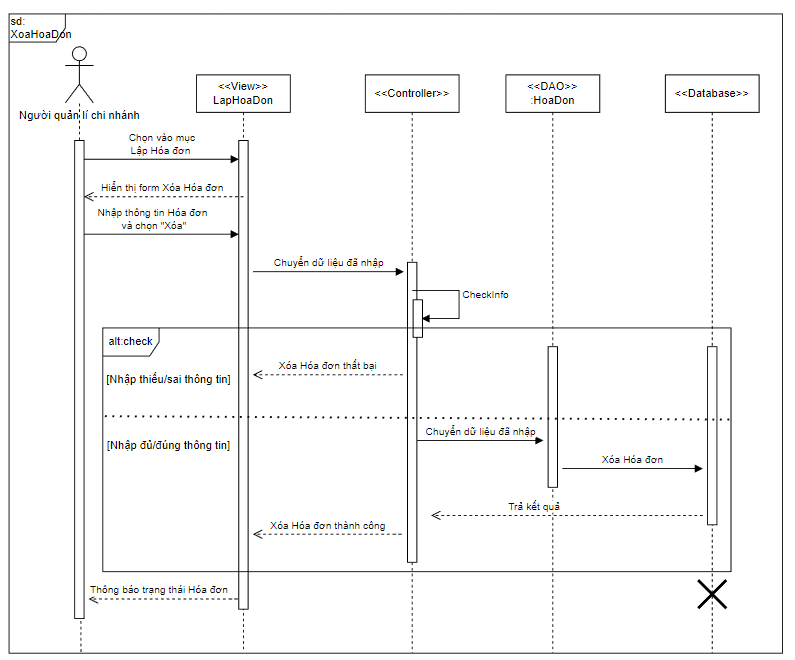 sd:
XoaHoaDon
Người quản lí chi nhánh
<<View>>
LapHoaDon
<<Controller>>
<<DAO>>
:HoaDon
<<Database>>
Chọn vào mục
Lập Hóa đơn
Hiển thị form Xóa Hóa đơn
Nhập thông tin Hóa đơn
và chọn "Xóa"
Chuyển dữ liệu đã nhập
CheckInfo
alt:check
Xóa Hóa đơn thất bại
[Nhập thiếu/sai thông tin]
Chuyển dữ liệu đã nhập
[Nhập đủ/đúng thông tin]
Xóa Hóa đơn
Trả kết quả
Xóa Hóa đơn thành công
Thông báo trạng thái Hóa đơn